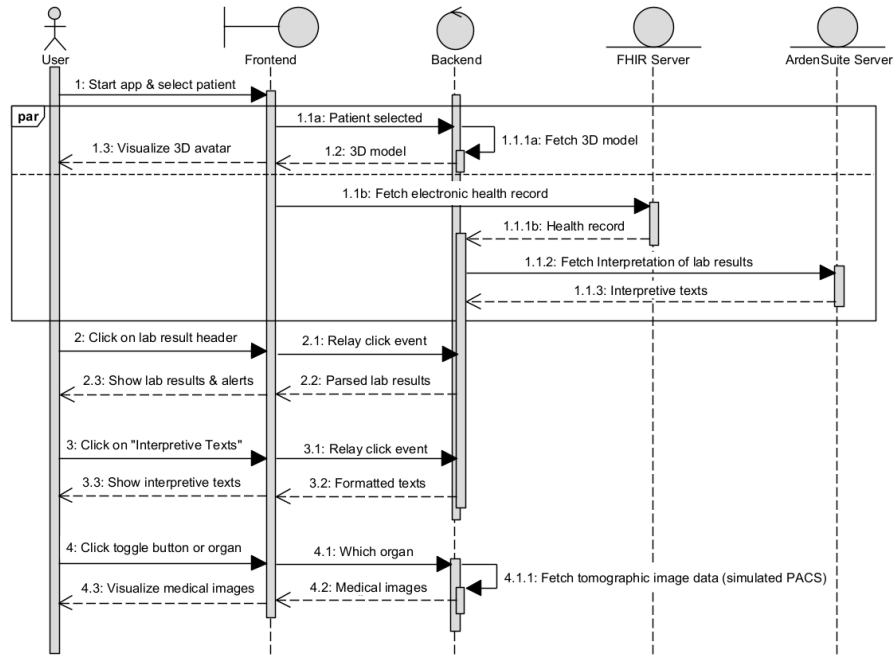 User
Frontend
Backend
FHIR Server
ArdenSuite Server
1: Start app & select patient
par
1.1a: Patient selected
1.1.1a: Fetch 3D model
1.3: Visualize 3D avatar
1.2: 3D model
1.1b: Fetch electronic health record
1.1.1b: Health record
1.1.2: Fetch Interpretation of lab results
1.1.3: Interpretive texts
2: Click on lab result header
2.1: Relay click event
2.3: Show lab results & alerts
2.2: Parsed lab results
3: Click on "Interpretive Texts"
3.1: Relay click event
3.3: Show interpretive texts
3.2: Formatted texts
4: Click toggle button or organ
4.1: Which organ
4.1.1: Fetch tomographic image data (simulated PACS)
4.3: Visualize medical images
4.2: Medical images